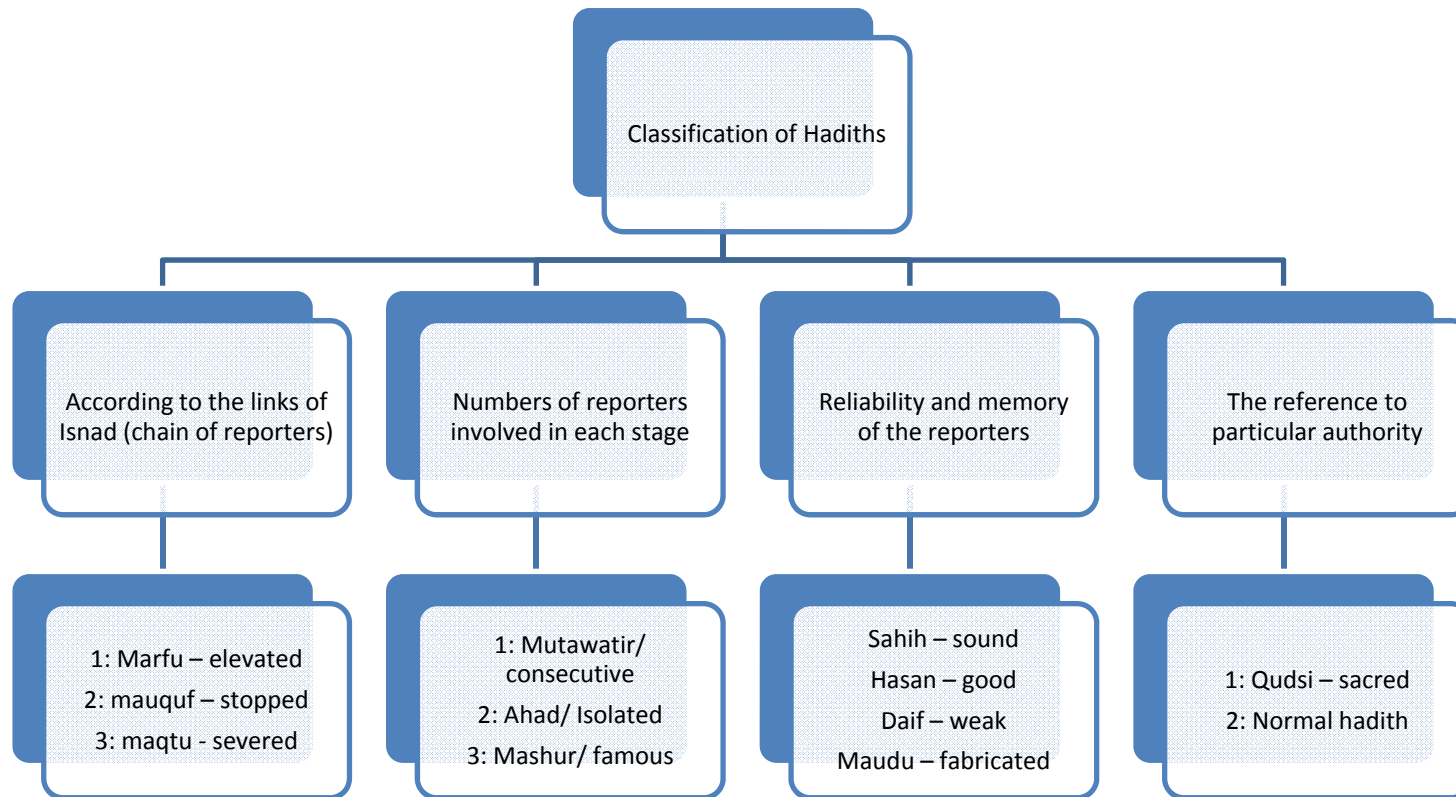 Classification of Hadiths
According to the links of
Isnad (chain of reporters)
Numbers of reporters
involved in each stage
Reliability and memory
of the reporters
The reference to
particular authority
1: Marfu – elevated
2: mauquf – stopped
3: maqtu - severed
1: Mutawatir/
consecutive
2: Ahad/ Isolated
3: Mashur/ famous
Sahih – sound
Hasan – good
Daif – weak
Maudu – fabricated
1: Qudsi – sacred
2: Normal hadith